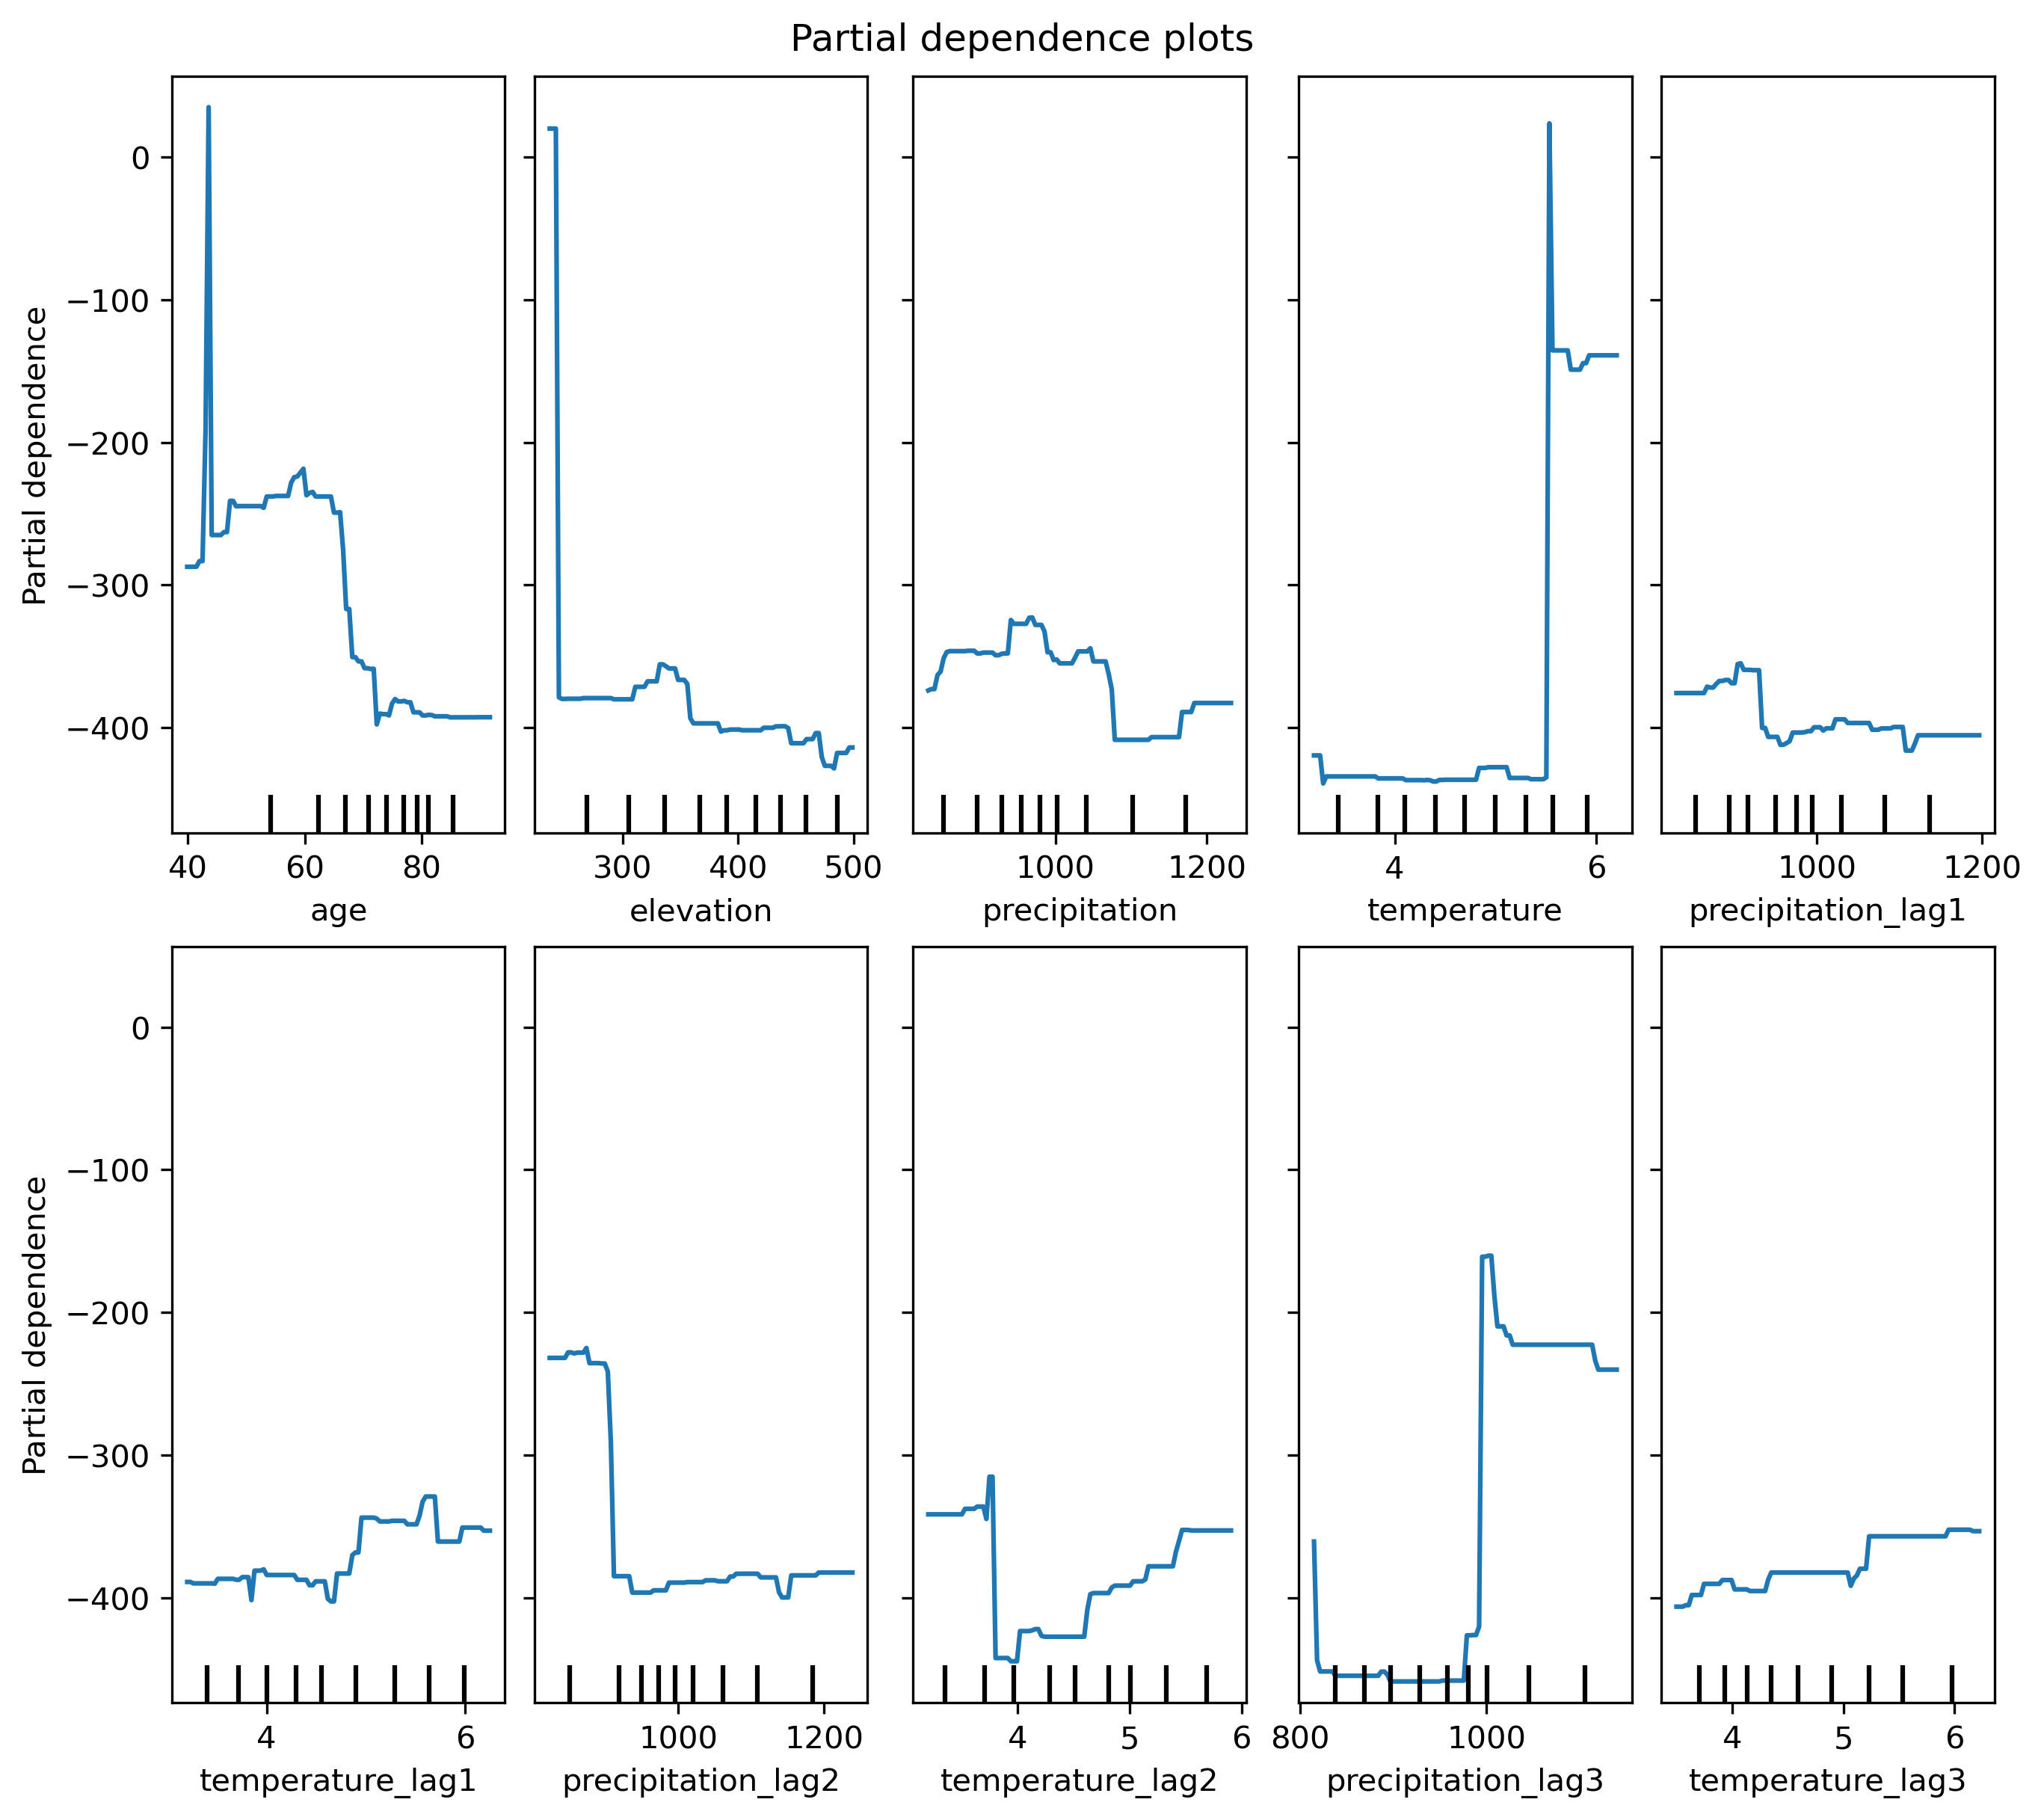 Partial dependence plots
Partial dependence
0
−100
−200
−300
−400
40 60 80
300 400 500
1000 1200
4 6
1000 1200
age
elevation
precipitation
temperature
precipitation_lag1
Partial dependence
0
−100
−200
−300
−400
4 6
1000 1200
4 5 6
800 1000
4 5 6
temperature_lag1
precipitation_lag2
temperature_lag2
precipitation_lag3
temperature_lag3